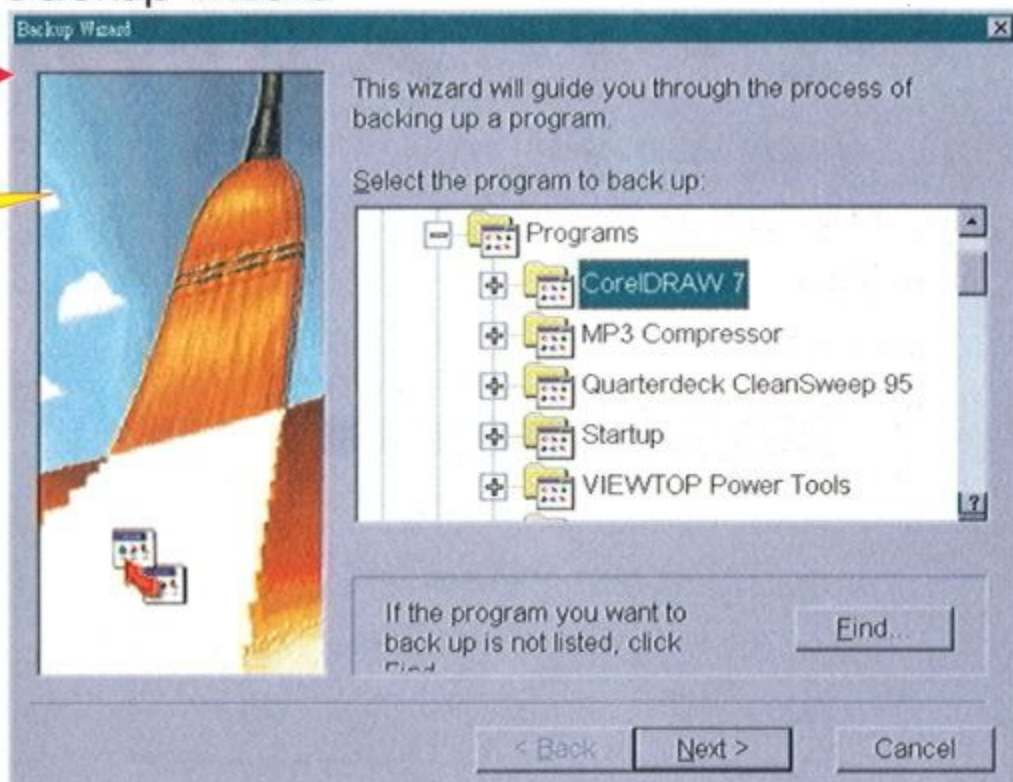 Backup Wizard
This wizard will guide you through the process of
backing up a program.
Select the program to back up:
Programs
CorelDRAW 7
MP3 Compressor
Quarterdeck CleanSweep 95
Startup
VIEWTOP Power Tools
If the program you want to
back up is not listed, click
Find...
< Back
Next >
Cancel